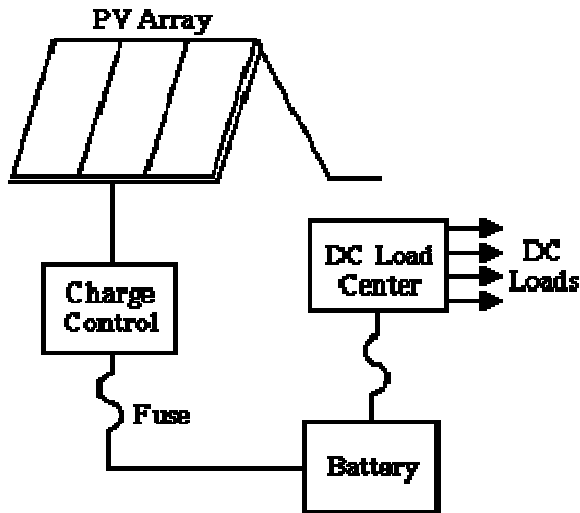 PV Array
DC Load
Center
DC
Loads
Charge
Control
Fuse
Battery